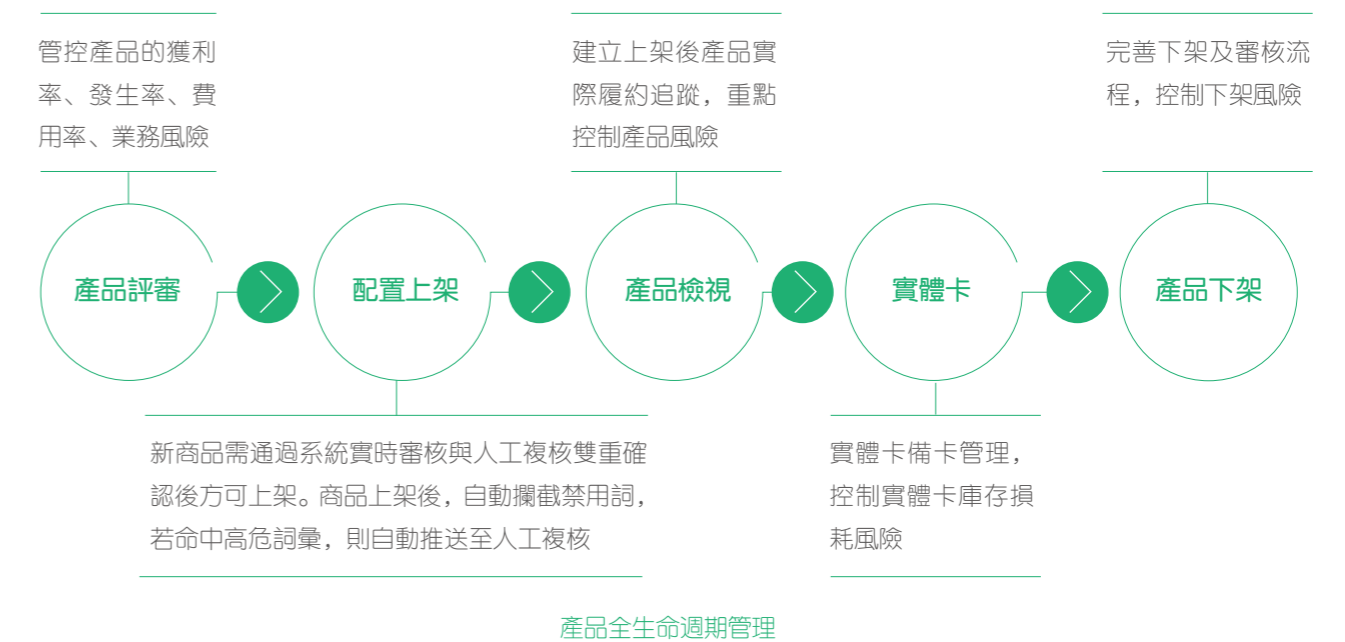 管控產品的獲利
率、發生率、費
用率、業務風險
建立上架後產品實
際履約追蹤，重點
控制產品風險
完善下架及審核流
程，控制下架風險
產品評審
配置上架
產品檢視
實體卡
產品下架
新商品需通過系統實時審核與人工複核雙重確
認後方可上架。商品上架後，自動攔截禁用詞，
若命中高危詞彙，則自動推送至人工複核
實體卡備卡管理，
控制實體卡庫存損
耗風險
產品全生命週期管理